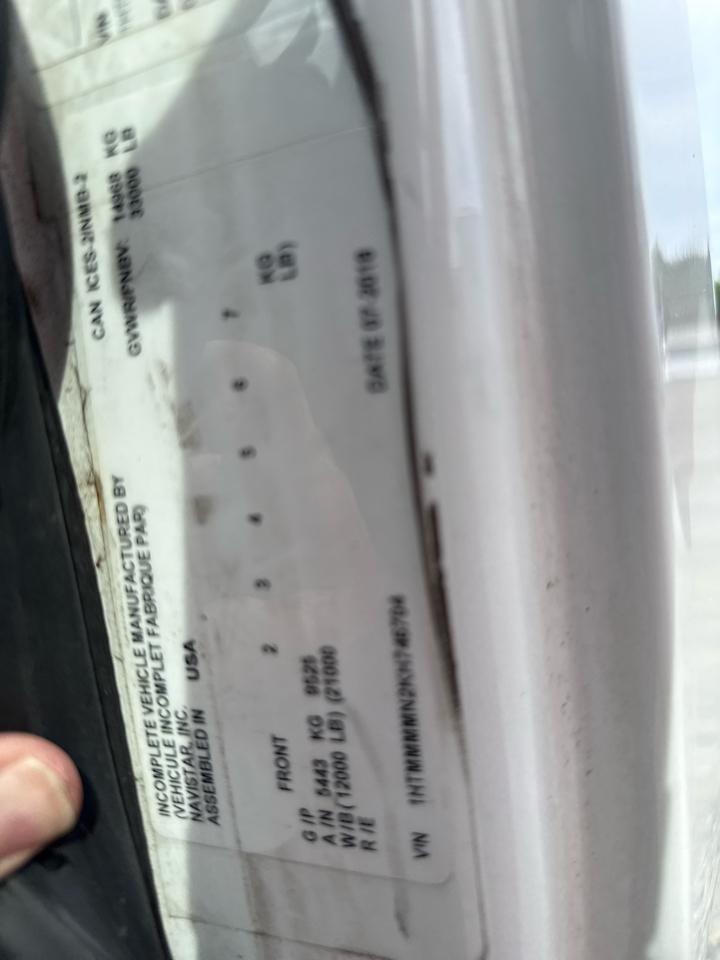 VIN
CAN ICES-2/NMB-2
INCOMPLETE VEHICLE MANUFACTURED BY
(VEHICULE INCOMPLET FABRIQUE PAR) GVWR/PNBV: 14968 KG
NAVISTAR, INC. 33000 LB
ASSEMBLED IN USA
FRONT 2 3 4 5 6 7
G/P
A/N 5443 KG 9525 KG
W/B (12000 LB) (21000 LB)
R/E
DATE 07-2018
VIN